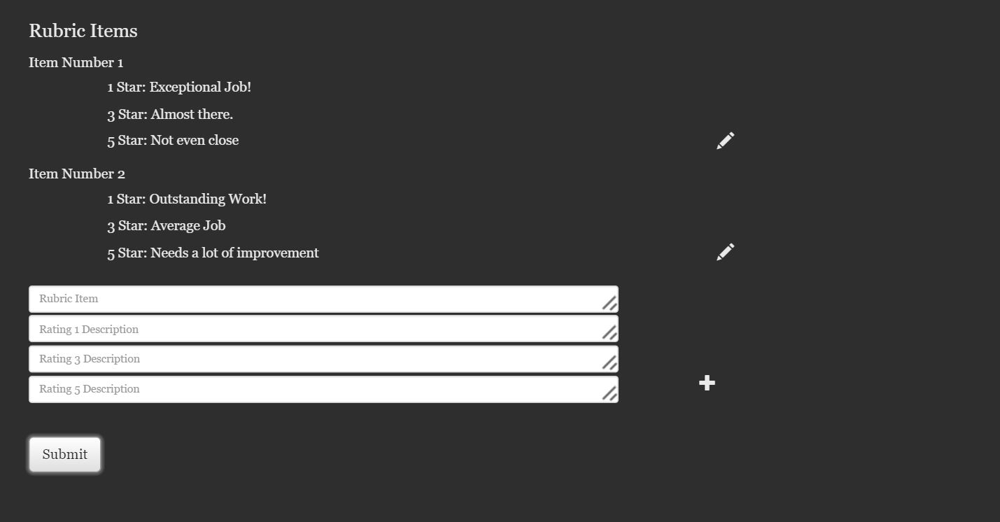 Rubric Items
Item Number 1
1 Star: Exceptional Job!
3 Star: Almost there.
5 Star: Not even close
Item Number 2
1 Star: Outstanding Work!
3 Star: Average Job
5 Star: Needs a lot of improvement
Rubric Item
Rating 1 Description
Rating 3 Description
Rating 5 Description
Submit